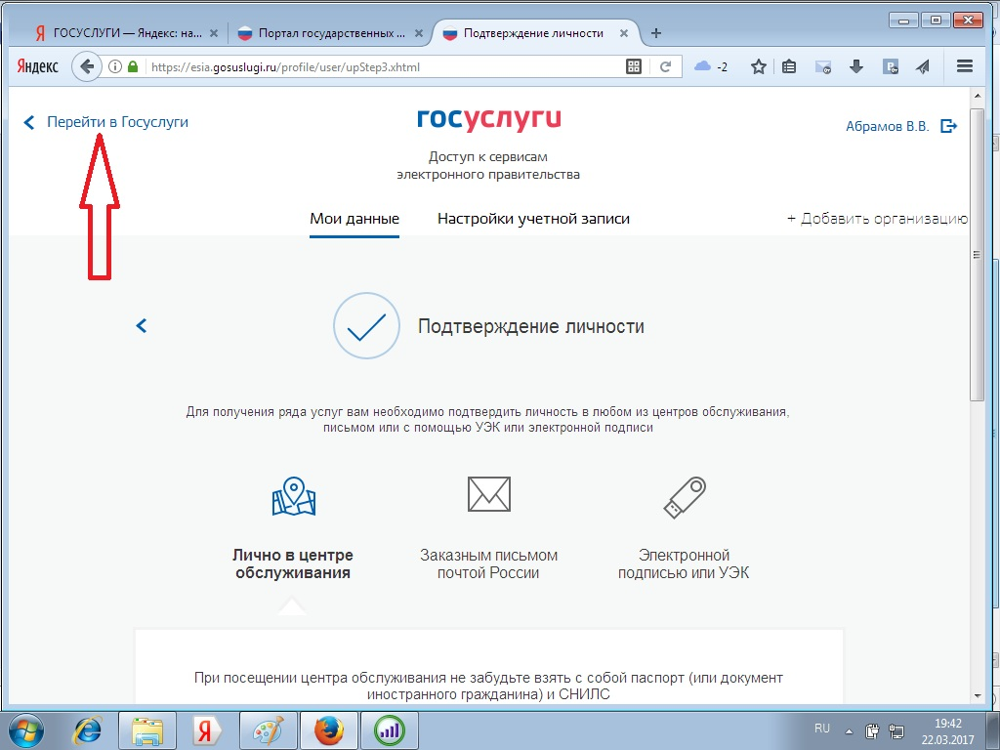 ГОСУСЛУГИ — Яндекс: на...
Портал государственных ...
Подтверждение личности
Яндекс
https://esia.gosuslugi.ru/profile/user/upStep3.xhtml
-2
Перейти в Госуслуги
госуслуги
Абрамов В.В.
Доступ к сервисам
электронного правительства
Мои данные
Настройки учетной записи
+ Добавить организацию
Подтверждение личности
Для получения ряда услуг вам необходимо подтвердить личность в любом из центров обслуживания,
письмом или с помощью УЭК или электронной подписи
Лично в центре
обслуживания
Заказным письмом
почтой России
Электронной
подписью или УЭК
При посещении центра обслуживания не забудьте взять с собой паспорт (или документ
иностранного гражданина) и СНИЛС
RU
19:42
22.03.2017